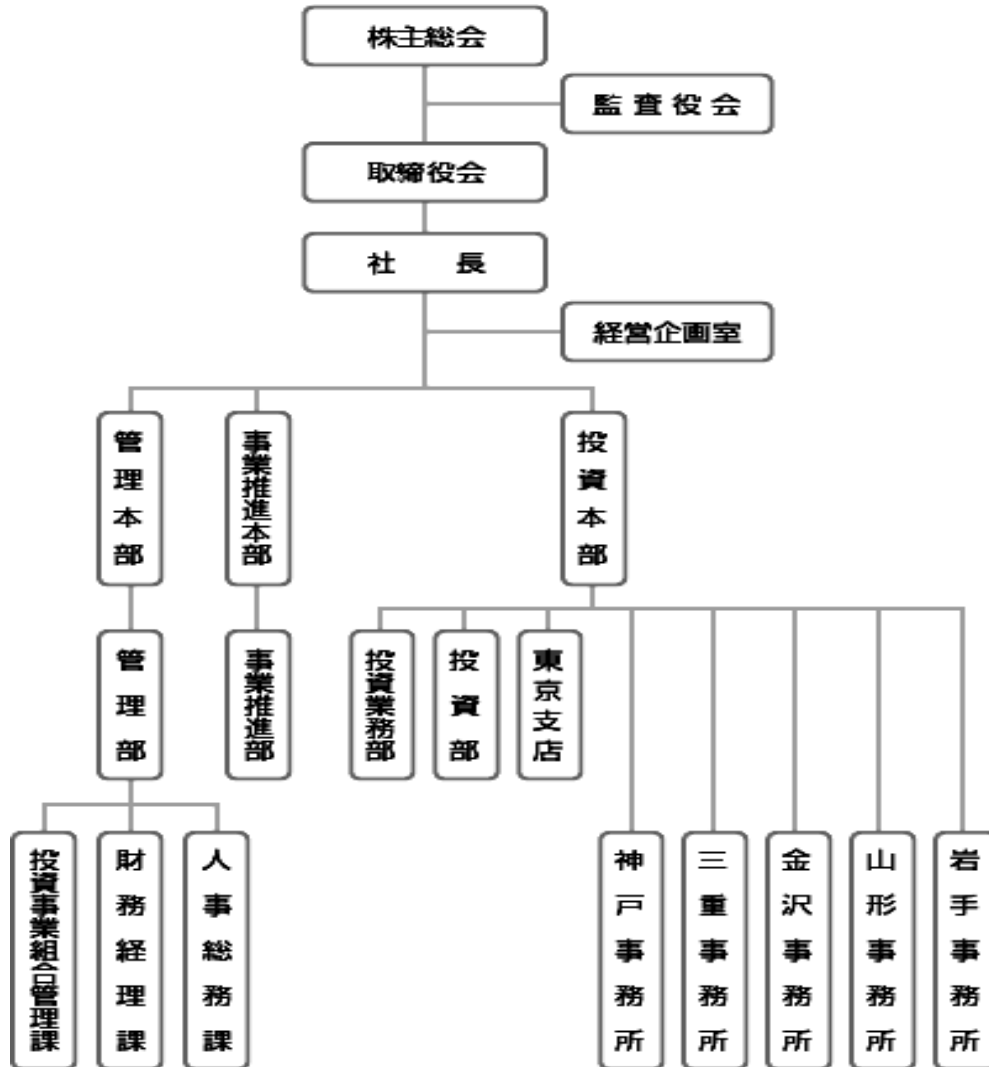 株主総会
監査役会
取締役会
社長
経営企画室
管理本部
事業推進本部
投資本部
管理部
事業推進部
投資業務部
投資部
東京支店
投資事業組合管理課
財務経理課
人事総務課
神戸事務所
三重事務所
金沢事務所
山形事務所
岩手事務所